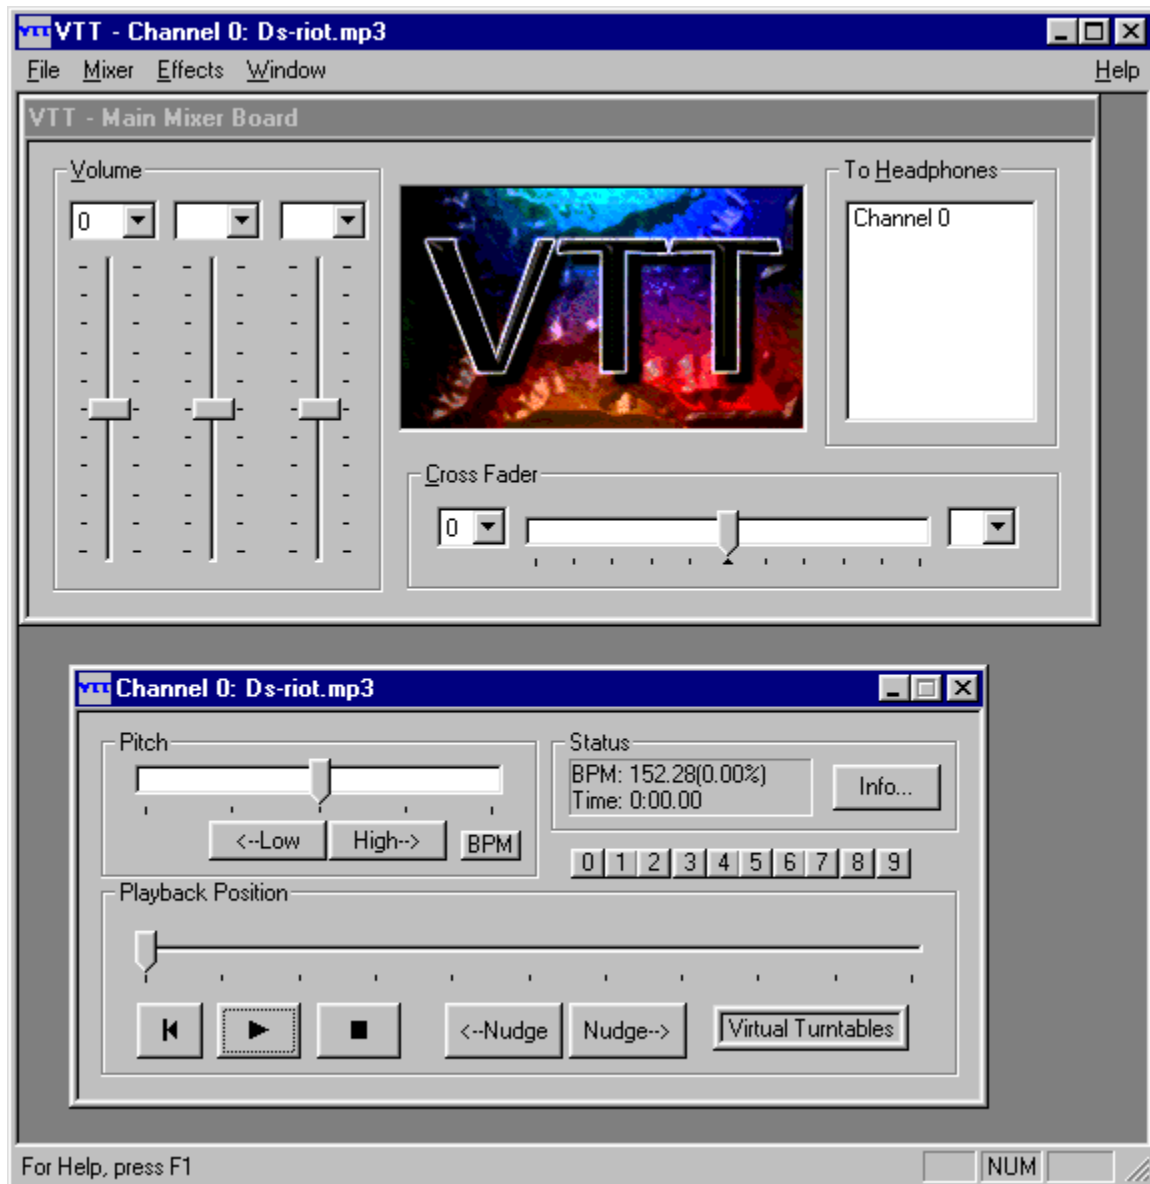 VTT VTT - Channel 0: Ds-riot.mp3
File Mixer Effects Window Help
VTT - Main Mixer Board
Volume
0
VTT
To Headphones
Channel 0
Cross Fader
0
VTT Channel 0: Ds-riot.mp3
Pitch
<--Low High--> BPM
Status
BPM: 152.28(0.00%)
Time: 0:00.00
Info...
0 1 2 3 4 5 6 7 8 9
Playback Position
<--Nudge Nudge--> Virtual Turntables
For Help, press F1 NUM